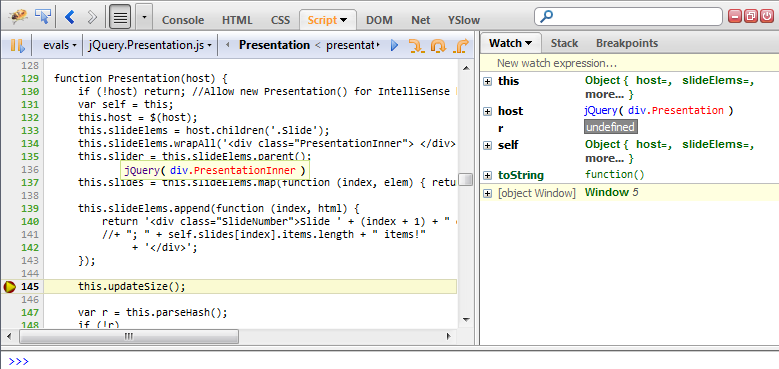 Console HTML CSS Script DOM Net YSlow
evals jQuery.Presentation.js Presentation < presentat
Watch Stack Breakpoints
128
129 function Presentation(host) {
130 if (!host) return; //Allow new Presentation() for IntelliSense
131 var self = this;
132 this.host = $(host);
133 this.slideElems = host.children('.Slide');
134 this.slideElems.wrapAll('<div class="PresentationInner"> </div>
135 this.slider = this.slideElems.parent();
136 jQuery( div.PresentationInner )
137 this.slides = this.slideElems.map(function (index, elem) { retu
138
139 this.slideElems.append(function (index, html) {
140 return '<div class="SlideNumber">Slide ' + (index + 1) + "
141 //+ "; " + self.slides[index].items.length + " items!"
142 + '</div>';
143 });
144
145 this.updateSize();
146
147 var r = this.parseHash();
148 if (!r)
New watch expression...
this Object { host=, slideElems=,
more... }
host jQuery( div.Presentation )
r undefined
self Object { host=, slideElems=,
more... }
toString function()
[object Window] Window 5
>>>